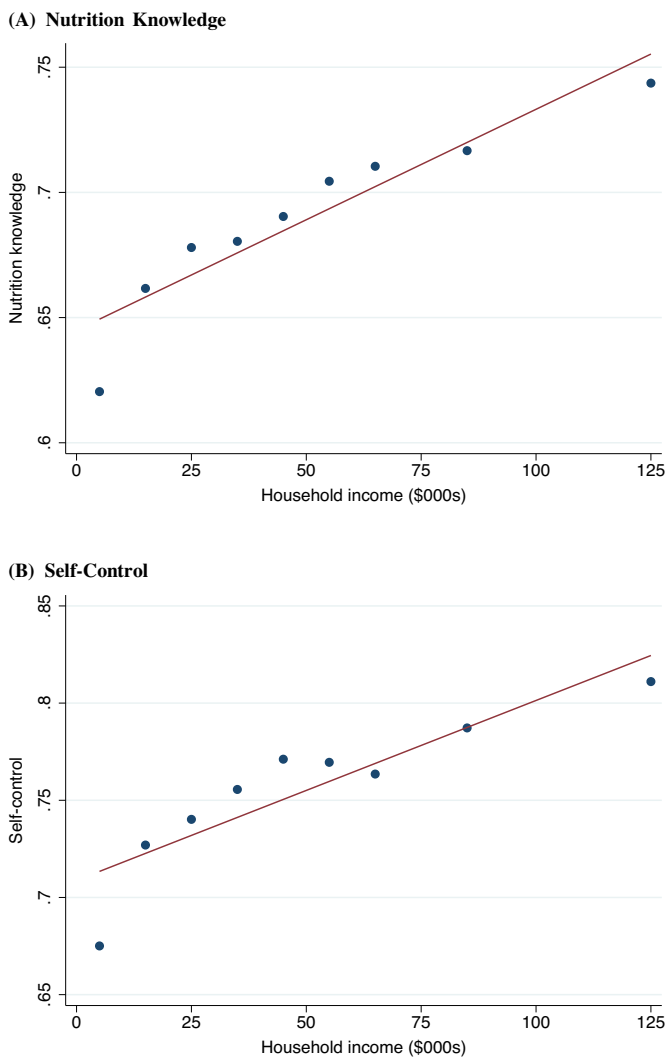 (A) Nutrition Knowledge
.75
.7
.65
.6
Nutrition knowledge
0 25 50 75 100 125
Household income ($000s)
(B) Self-Control
.85
.8
.75
.7
.65
Self-control
0 25 50 75 100 125
Household income ($000s)